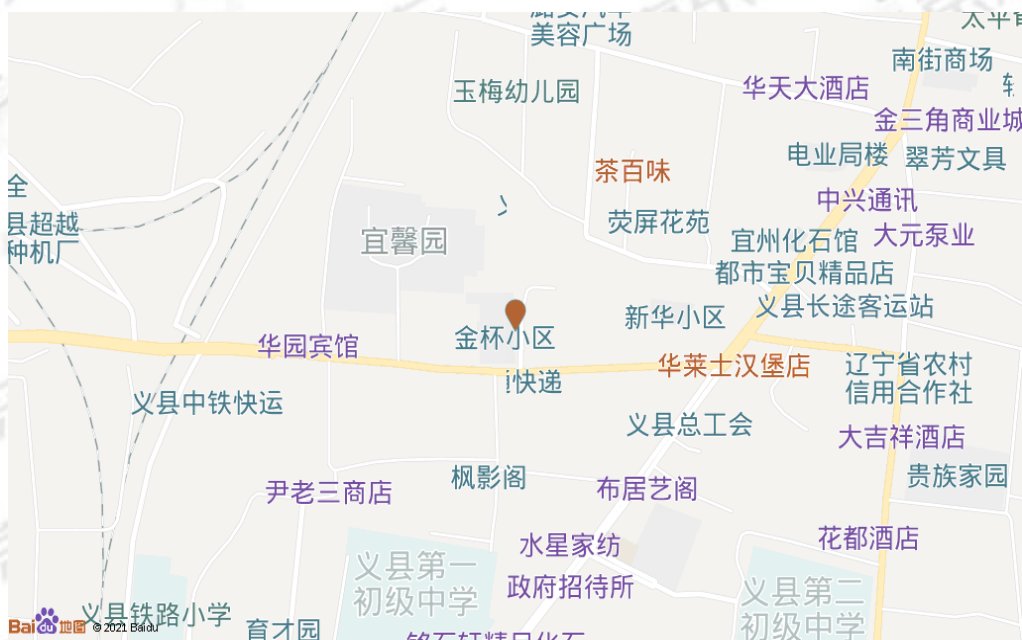 美容广场
南街商场
玉梅幼儿园
华天大酒店
金三角商业城
电业局楼
翠芳文具
茶百味
全
中兴通讯
县超越
种机厂
荧屏花苑
宜馨园
宜州化石馆
大元泵业
都市宝贝精品店
义县长途客运站
新华小区
金杯小区
华园宾馆
华莱士汉堡店
辽宁省农村
信用合作社
快递
义县中铁快运
义县总工会
大吉祥酒店
枫影阁
贵族家园
尹老三商店
布居艺阁
花都酒店
水星家纺
义县第一
初级中学
政府招待所
义县第二
初级中学
义县铁路小学
育才园
Bai du 地图 © 2021 Baidu